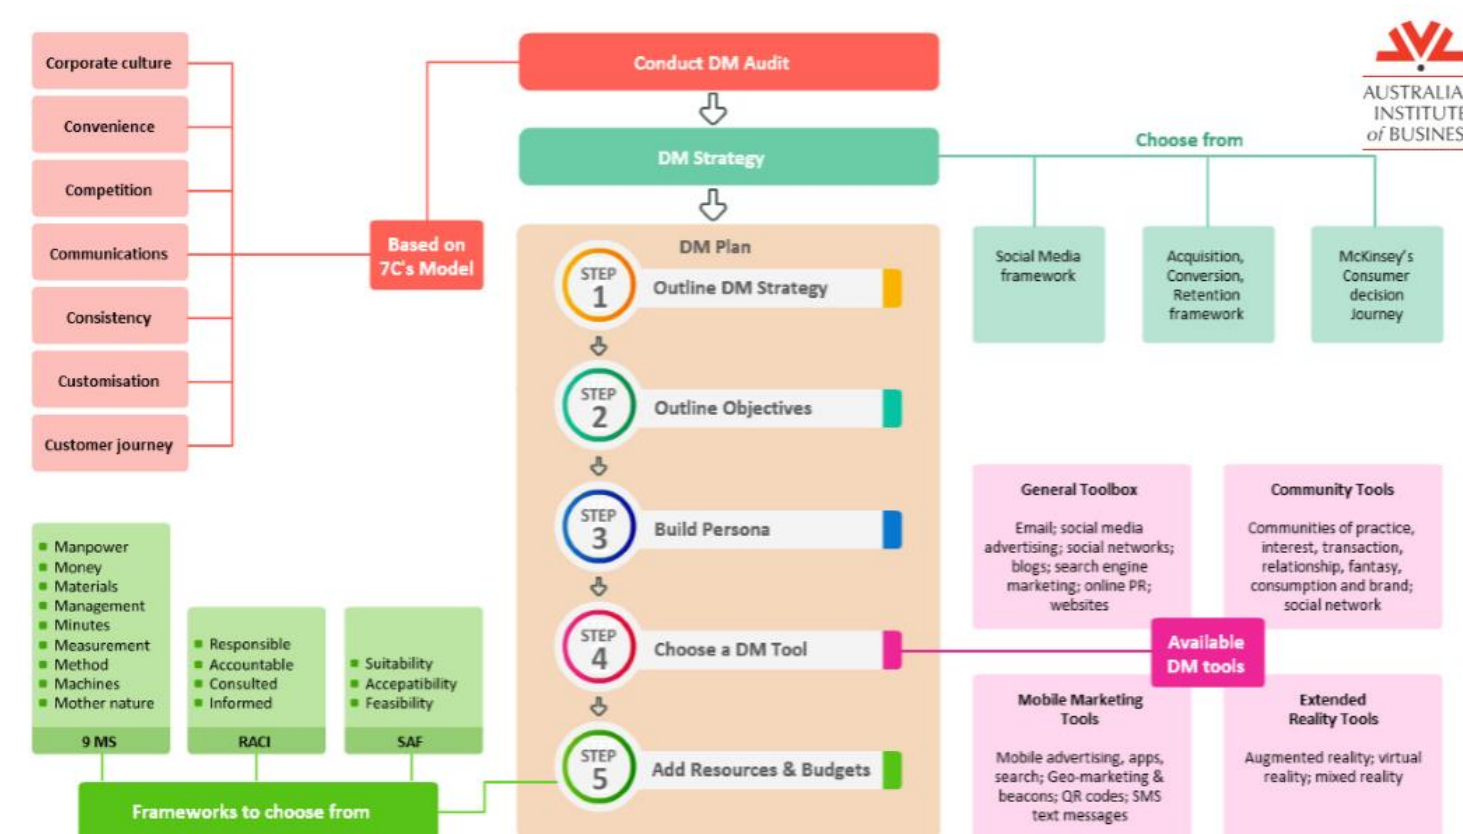 Corporate culture
Convenience
Competition
Communications
Consistency
Customisation
Customer journey
Based on
7C's Model
Conduct DM Audit
DM Strategy
Choose from
AUSTRALIA
INSTITUTE
of BUSINES
Social Media
framework
Acquisition,
Conversion,
Retention
framework
McKinsey's
Consumer
decision
Journey
DM Plan
STEP
1
Outline DM Strategy
STEP
2
Outline Objectives
STEP
3
Build Persona
STEP
4
Choose a DM Tool
STEP
5
Add Resources & Budgets
General Toolbox
Email; social media
advertising; social networks;
blogs; search engine
marketing; online PR;
websites
Community Tools
Communities of practice,
interest, transaction,
relationship, fantasy,
consumption and brand;
social network
Available
DM tools
Mobile Marketing
Tools
Mobile advertising, apps,
search; Geo-marketing &
beacons; QR codes; SMS
text messages
Extended
Reality Tools
Augmented reality; virtual
reality; mixed reality
Manpower
Money
Materials
Management
Minutes
Measurement
Method
Machines
Mother nature
9 MS
Responsible
Accountable
Consulted
Informed
RACI
Suitability
Accepatibility
Feasibility
SAF
Frameworks to choose from